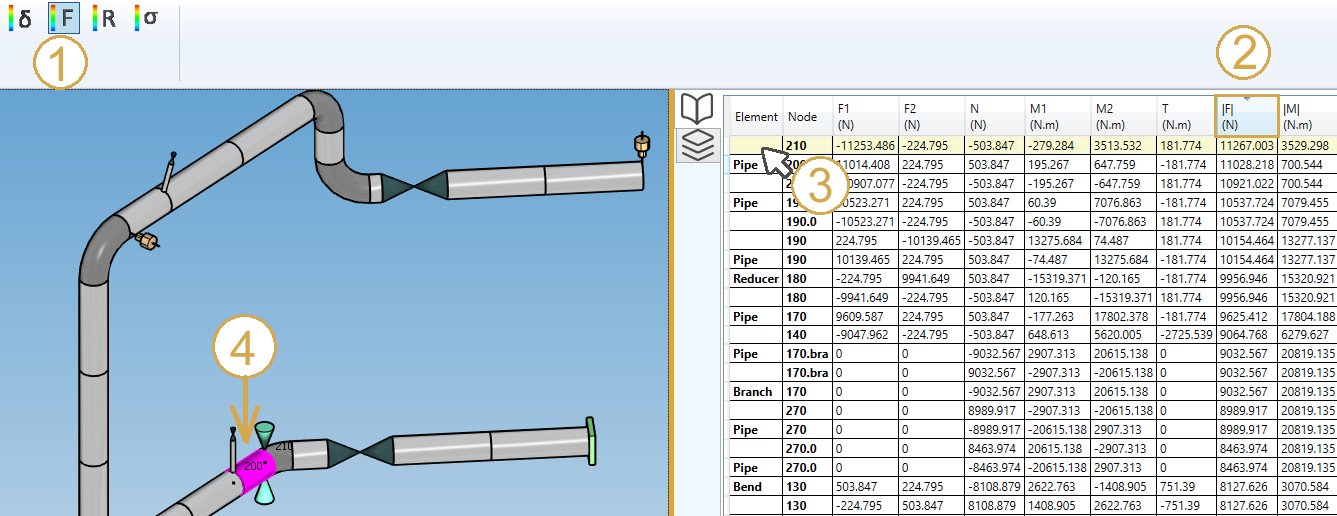 δ F R σ
1
2
Element Node F1 (N) F2 (N) N (N) M1 (N.m) M2 (N.m) T (N.m) |F| (N) |M| (N.m)
210 -11253.486 -224.795 -503.847 -279.284 3513.532 181.774 11267.003 3529.298
Pipe 11014.408 224.795 503.847 195.267 647.759 -181.774 11028.218 700.544
-224.795 -503.847 -195.267 -647.759 181.774 10921.022 700.544
3
Pipe 224.795 503.847 60.39 -7076.863 -181.774 10537.724 7079.455
190.0 -10523.271 -224.795 -503.847 -60.39 7076.863 181.774 10537.724 7079.455
190 224.795 -10139.465 -503.847 13275.684 74.487 181.774 10154.464 13277.137
Pipe 190 10139.465 224.795 503.847 -74.487 13275.684 -181.774 10154.464 13277.137
Reducer 180 -224.795 9941.649 503.847 -15319.371 -120.165 -181.774 9956.946 15320.921
180 -9941.649 -224.795 -503.847 120.165 -15319.371 181.774 9956.946 15320.921
Pipe 170 9609.587 224.795 503.847 -177.263 17802.378 -181.774 9625.412 17804.188
140 -9047.962 -224.795 -503.847 648.613 5620.005 -2725.539 9064.768 6279.627
Pipe 170.bra 0 0 -9032.567 2907.313 20615.138 0 9032.567 20819.135
170.bra 0 0 9032.567 -2907.313 -20615.138 0 9032.567 20819.135
Branch 170 0 0 -9032.567 2907.313 20615.138 0 9032.567 20819.135
270 0 0 8989.917 -2907.313 -20615.138 0 8989.917 20819.135
Pipe 270 0 0 -8989.917 2907.313 20615.138 0 8989.917 20819.135
270.0 0 0 8463.974 20615.138 -2907.313 0 8463.974 20819.135
Pipe 270.0 0 0 -8463.974 -20615.138 2907.313 0 8463.974 20819.135
Bend 130 503.847 224.795 -8108.879 2622.763 -1408.905 751.39 8127.626 3070.584
130 -224.795 503.847 8108.879 1408.905 2622.763 -751.39 8127.626 3070.584
4
210
200